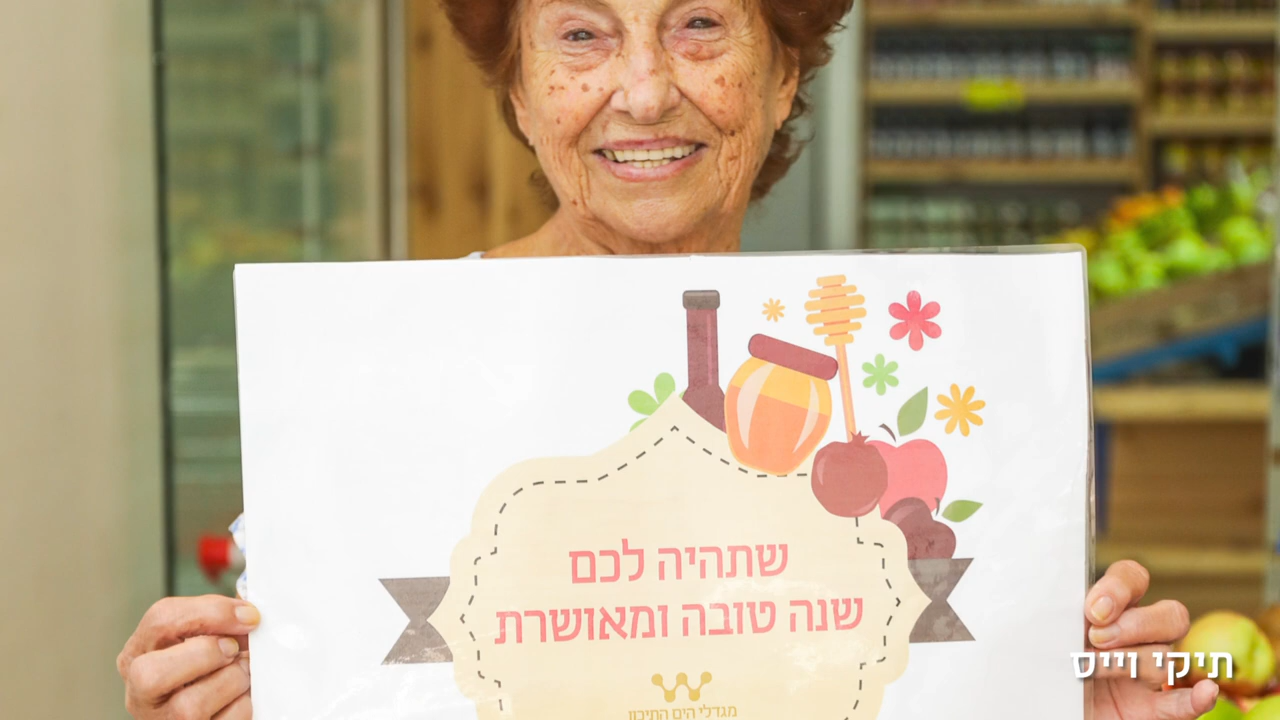 שתהיה לכם
שנה טובה ומאושרת
מגדלי הים התיכון
תיקי וייס